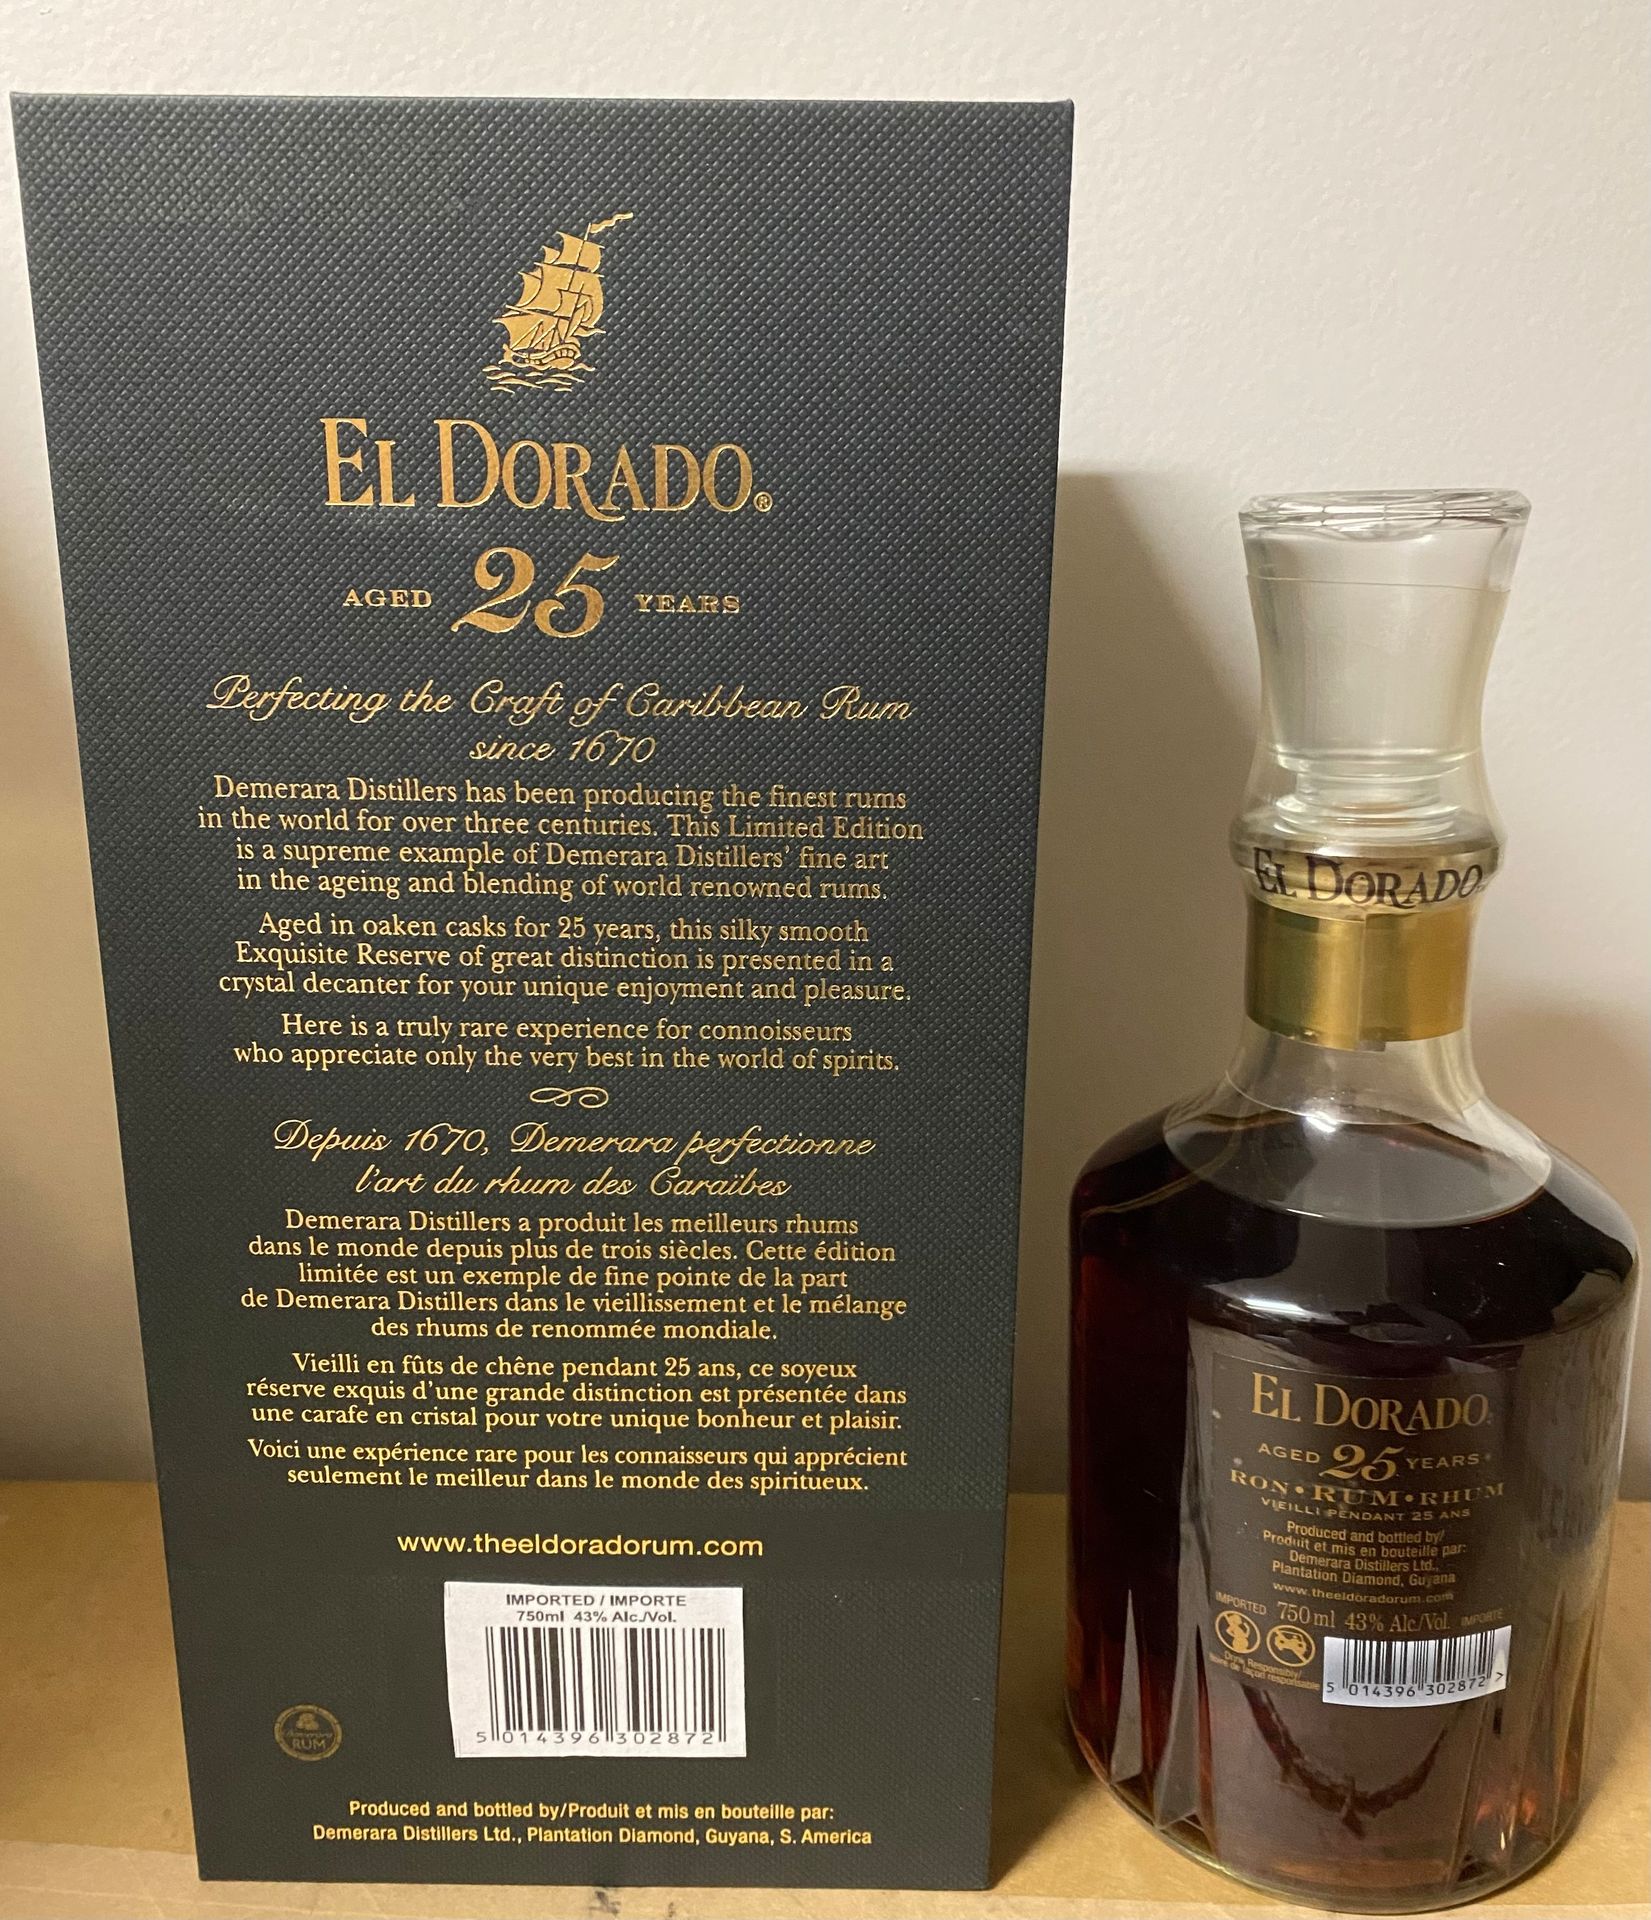 EL DORADO®
AGED 25 YEARS
Perfecting the Craft of Caribbean Rum
since 1670
Demerara Distillers has been producing the finest rums
in the world for over three centuries. This Limited Edition
is a supreme example of Demerara Distillers' fine art
in the ageing and blending of world renowned rums.
Aged in oaken casks for 25 years, this silky smooth
Exquisite Reserve of great distinction is presented in a
crystal decanter for your unique enjoyment and pleasure.
Here is a truly rare experience for connoisseurs
who appreciate only the very best in the world of spirits.
Depuis 1670, Demerara perfectionne
l'art du rhum des Caraïbes
Demerara Distillers a produit les meilleurs rhums
dans le monde depuis plus de trois siècles. Cette édition
limitée est un exemple de fine pointe de la part
de Demerara Distillers dans le vieillissement et le mélange
des rhums de renommée mondiale.
Vieilli en fûts de chêne pendant 25 ans, ce soyeux
réserve exquis d'une grande distinction est présentée dans
une carafe en cristal pour votre unique bonheur et plaisir.
Voici une expérience rare pour les connaisseurs qui apprécient
seulement le meilleur dans le monde des spiritueux.
www.theeldoradorum.com
IMPORTED / IMPORTE
750ml 43% Alc./Vol.
5 014396 302872
Demerara
RUM
Produced and bottled by/Produit et mis en bouteille par:
Demerara Distillers Ltd., Plantation Diamond, Guyana, S. America
EL DORADO
EL DORADO
AGED 25 YEARS
RON • RUM • RHUM
VIEILLI PENDANT 25 ANS
Produced and bottled by/
Produit et mis en bouteille par:
Demerara Distillers Ltd.,
Plantation Diamond, Guyana
www.theeldoradorum.com
IMPORTED 750ml 43% Alc./Vol. IMPORTE
Drink Responsibly/
Boire de façon responsable
5 014396 302872 >